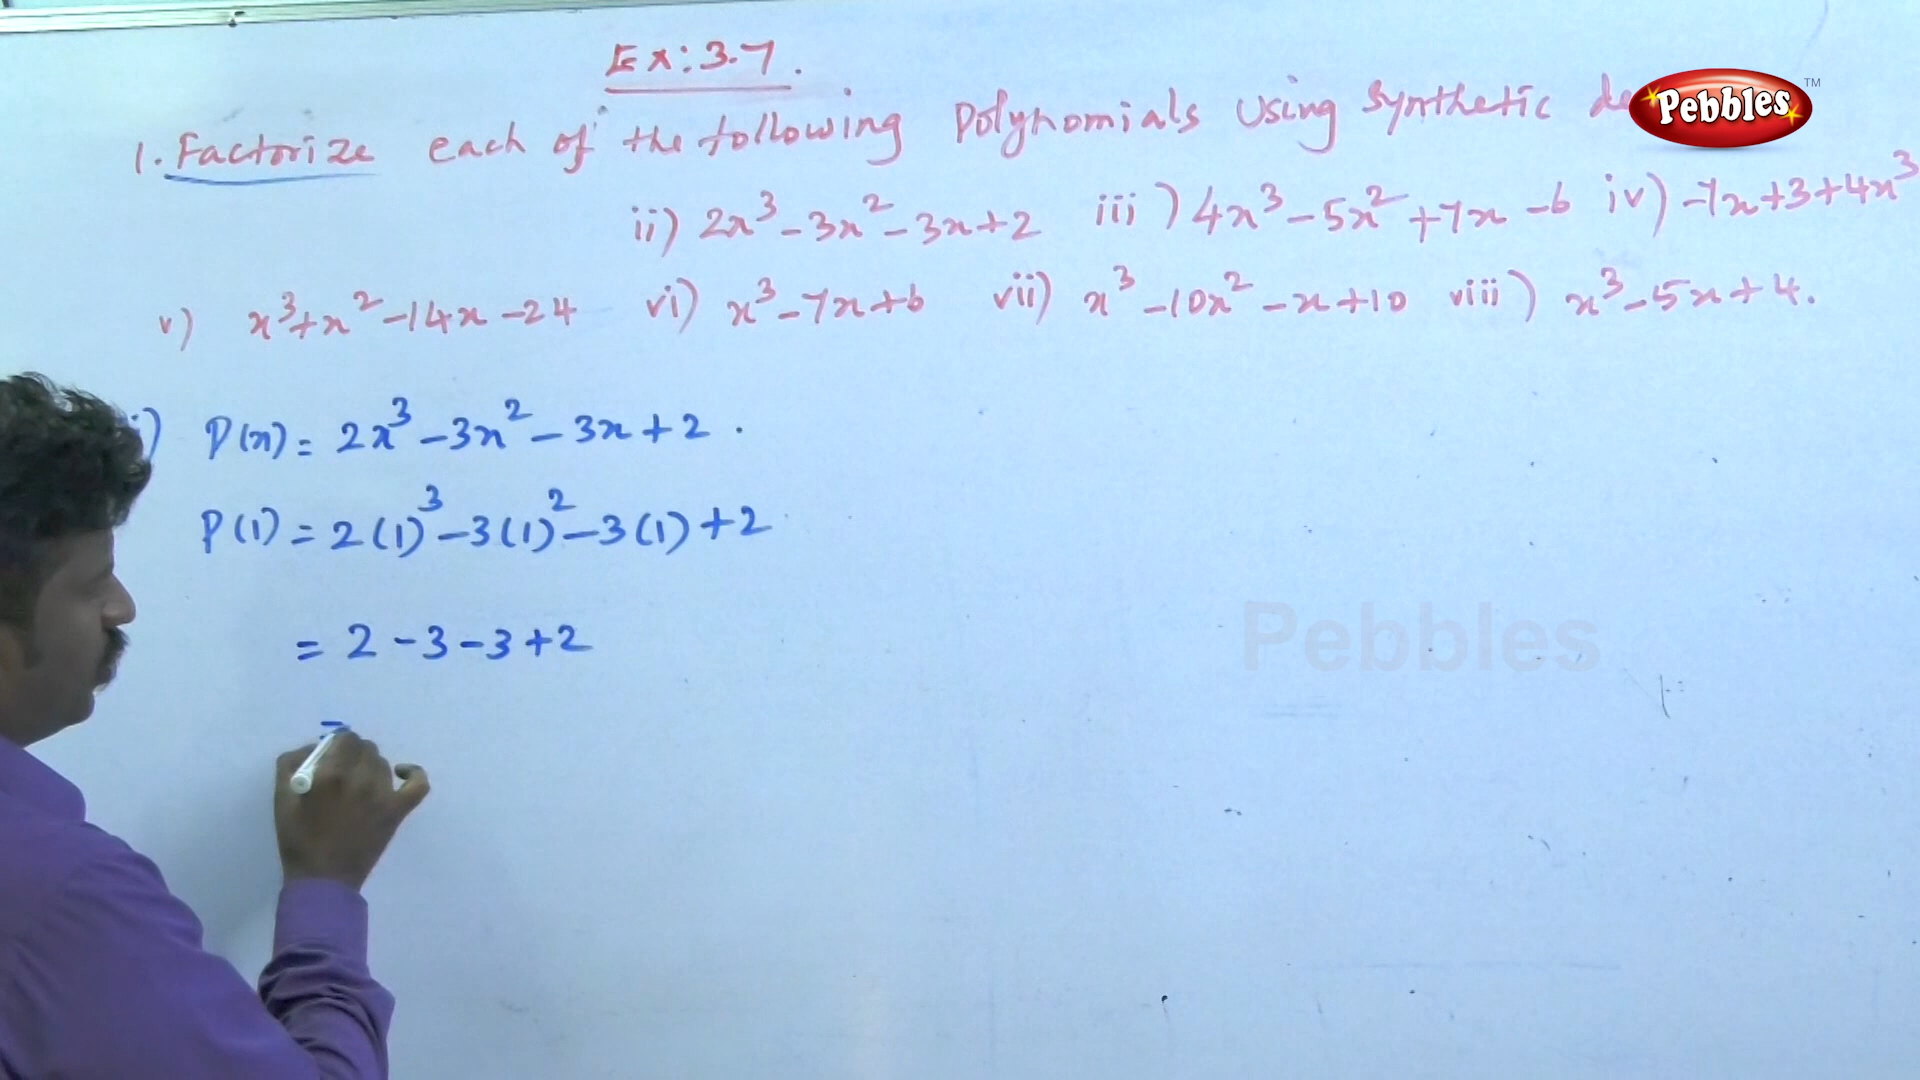 Ex: 3.7.
Pebbles TM
1. Factorize each of the following Polynomials Using Synthetic
ii) 2x³ - 3x² - 3x + 2 iii) 4x³ - 5x² + 7x - 6 iv) -7x + 3 + 4x³
v) x³ + x² - 14x - 24 vi) x³ - 7x + 6 vii) x³ - 10x² - x + 10 viii) x³ - 5x + 4.
i) P(x) = 2x³ - 3x² - 3x + 2.
P(1) = 2(1)³ - 3(1)² - 3(1) + 2
= 2 - 3 - 3 + 2
Pebbles
=